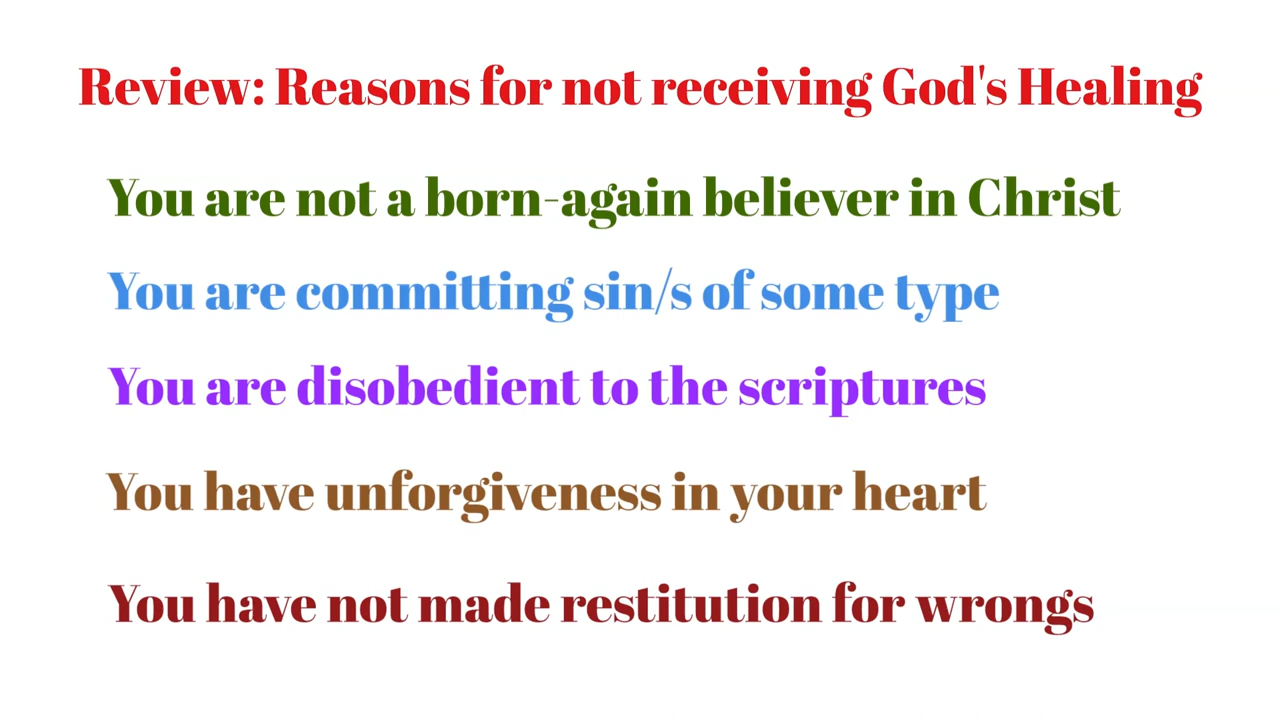 Review: Reasons for not receiving God's Healing
You are not a born-again believer in Christ
You are committing sin/s of some type
You are disobedient to the scriptures
You have unforgiveness in your heart
You have not made restitution for wrongs